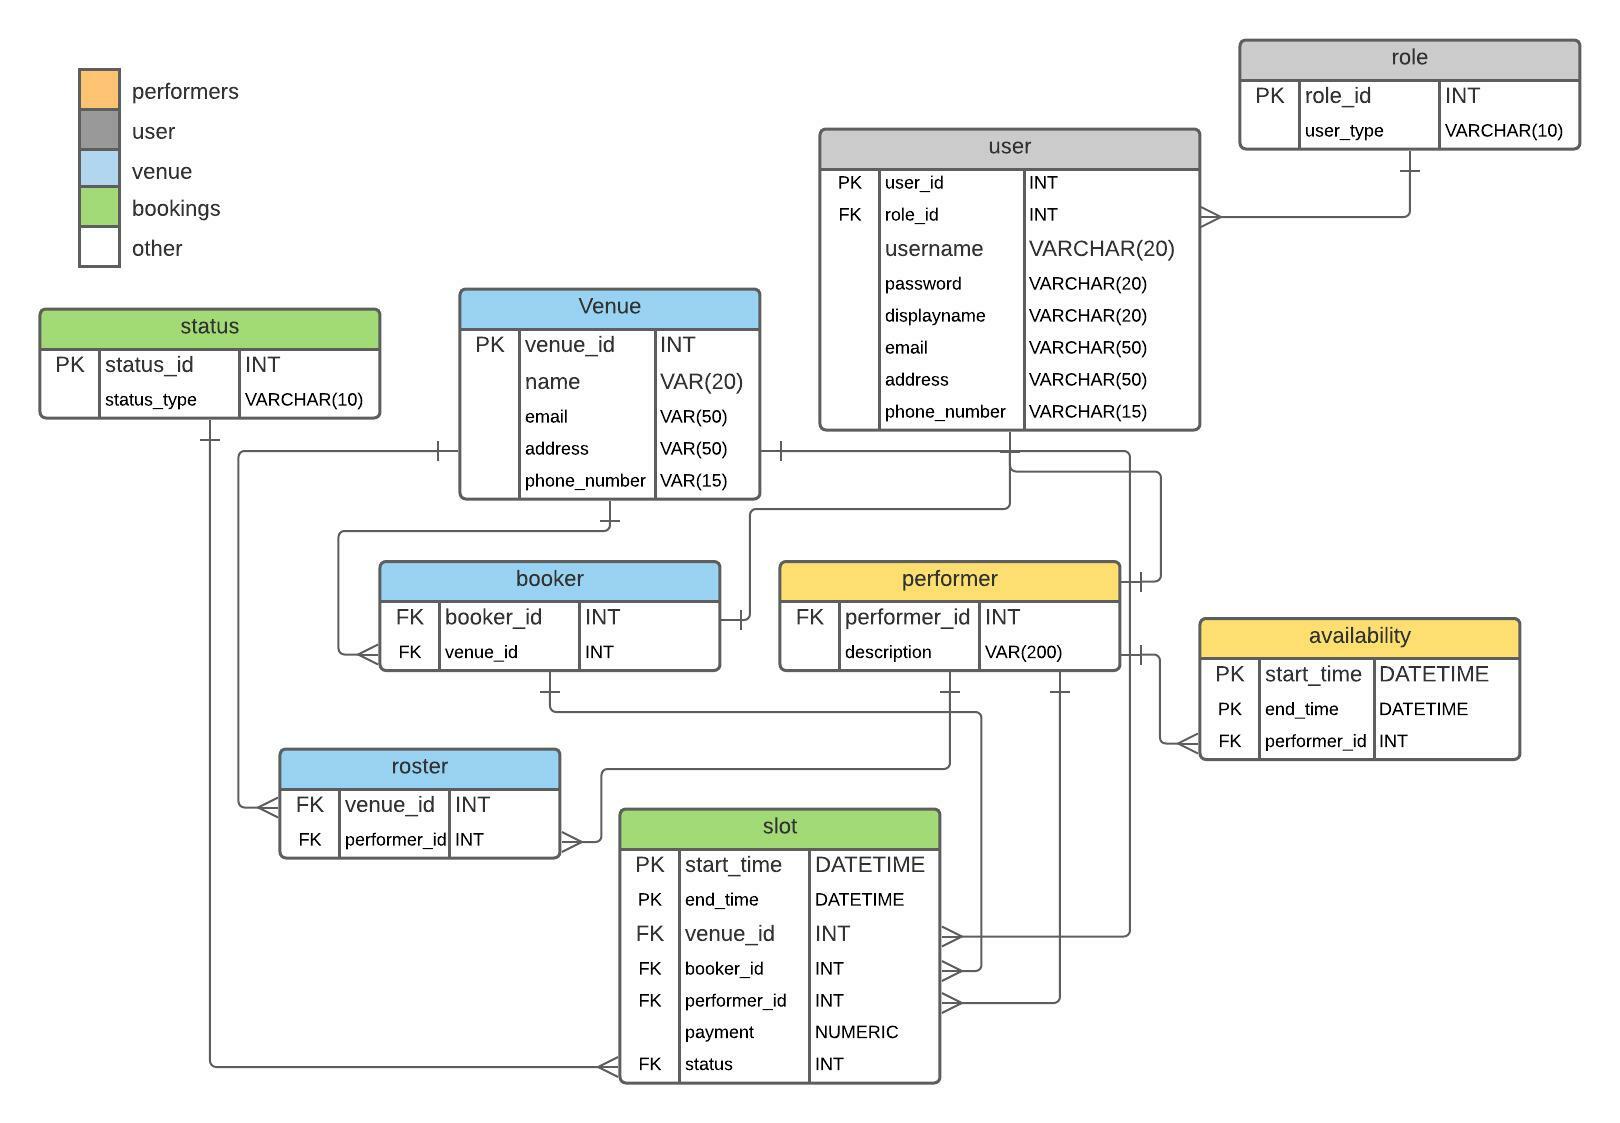 performers
user
venue
bookings
other
role
PK role_id INT
user_type VARCHAR(10)
user
PK user_id INT
FK role_id INT
username VARCHAR(20)
password VARCHAR(20)
displayname VARCHAR(20)
email VARCHAR(50)
address VARCHAR(50)
phone_number VARCHAR(15)
status
PK status_id INT
status_type VARCHAR(10)
Venue
PK venue_id INT
name VAR(20)
email VAR(50)
address VAR(50)
phone_number VAR(15)
booker
FK booker_id INT
FK venue_id INT
performer
FK performer_id INT
description VAR(200)
availability
PK start_time DATETIME
PK end_time DATETIME
FK performer_id INT
roster
FK venue_id INT
FK performer_id INT
slot
PK start_time DATETIME
PK end_time DATETIME
FK venue_id INT
FK booker_id INT
FK performer_id INT
payment NUMERIC
FK status INT